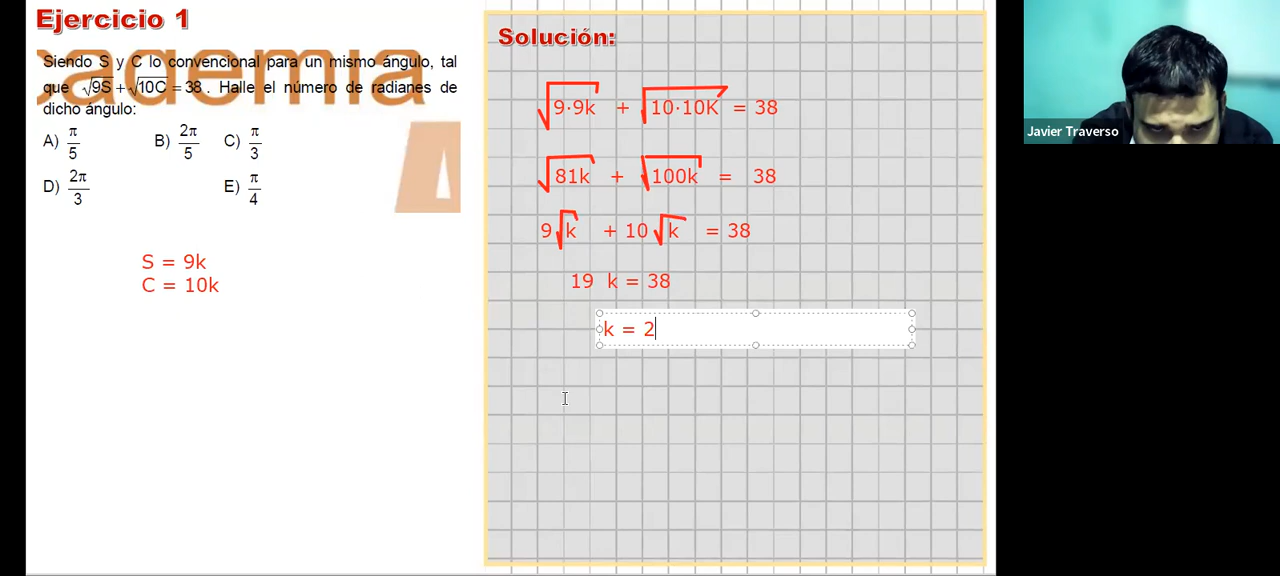 Ejercicio 1
Siendo S y C lo convencional para un mismo ángulo, tal
que √9S + √10C = 38 . Halle el número de radianes de
dicho ángulo:
A) π/5 B) 2π/5 C) π/3
D) 2π/3 E) π/4
S = 9k
C = 10k
Solución:
√9·9k + √10·10K = 38
√81k + √100k = 38
9√k + 10√k = 38
19 k = 38
k = 2
Javier Traverso